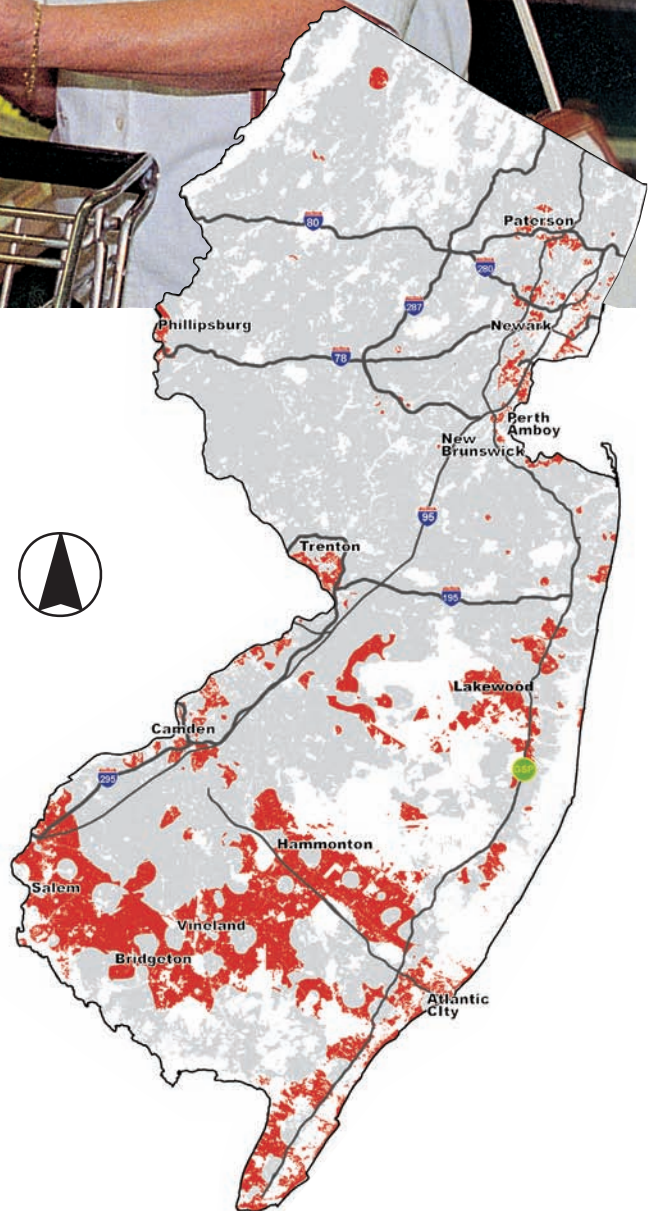 80
Paterson
280
287
Phillipsburg
Newark
78
Perth
Amboy
New
Brunswick
95
Trenton
195
Lakewood
Camden
GSP
295
Hammonton
Salem
Vineland
Bridgeton
Atlantic
CIty